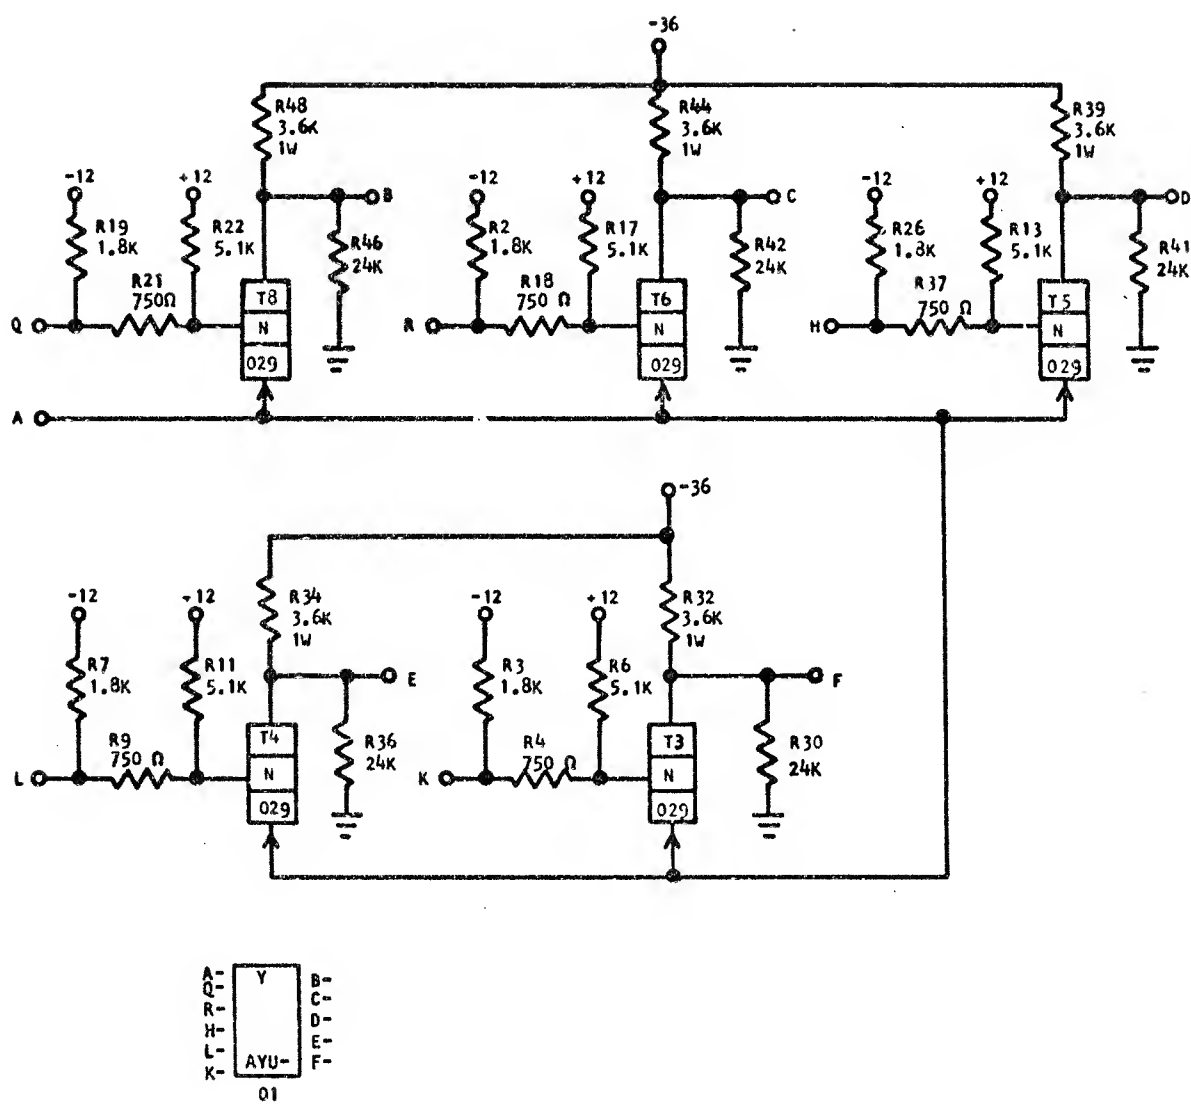 -36
R48
3.6K
1W
R44
3.6K
1W
R39
3.6K
1W
-12
+12
B
-12
+12
C
-12
+12
D
R19
1.8K
R22
5.1K
R46
24K
R2
1.8K
R17
5.1K
R42
24K
R26
1.8K
R13
5.1K
R41
24K
R21
750Ω
R18
750 Ω
R37
750 Ω
Q
T8
N
029
R
T6
N
029
H
T5
N
029
A
-36
R34
3.6K
1W
R32
3.6K
1W
-12
+12
-12
+12
R7
1.8K
R11
5.1K
E
R3
1.8K
R6
5.1K
F
R9
750 Ω
R36
24K
R4
750 Ω
R30
24K
L
T4
N
029
K
T3
N
029
A-
Q-
R-
H-
L-
K-
Y
AYU-
B-
C-
D-
E-
F-
01